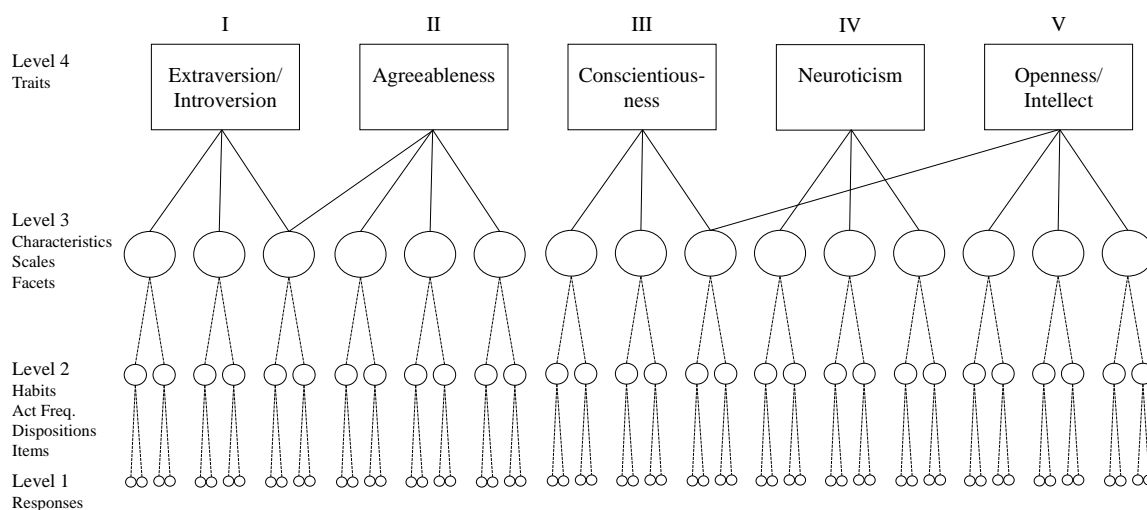 I
II
III
IV
V
Level 4
Traits
Extraversion/
Introversion
Agreeableness
Conscientious-
ness
Neuroticism
Openness/
Intellect
Level 3
Characteristics
Scales
Facets
Level 2
Habits
Act Freq.
Dispositions
Items
Level 1
Responses